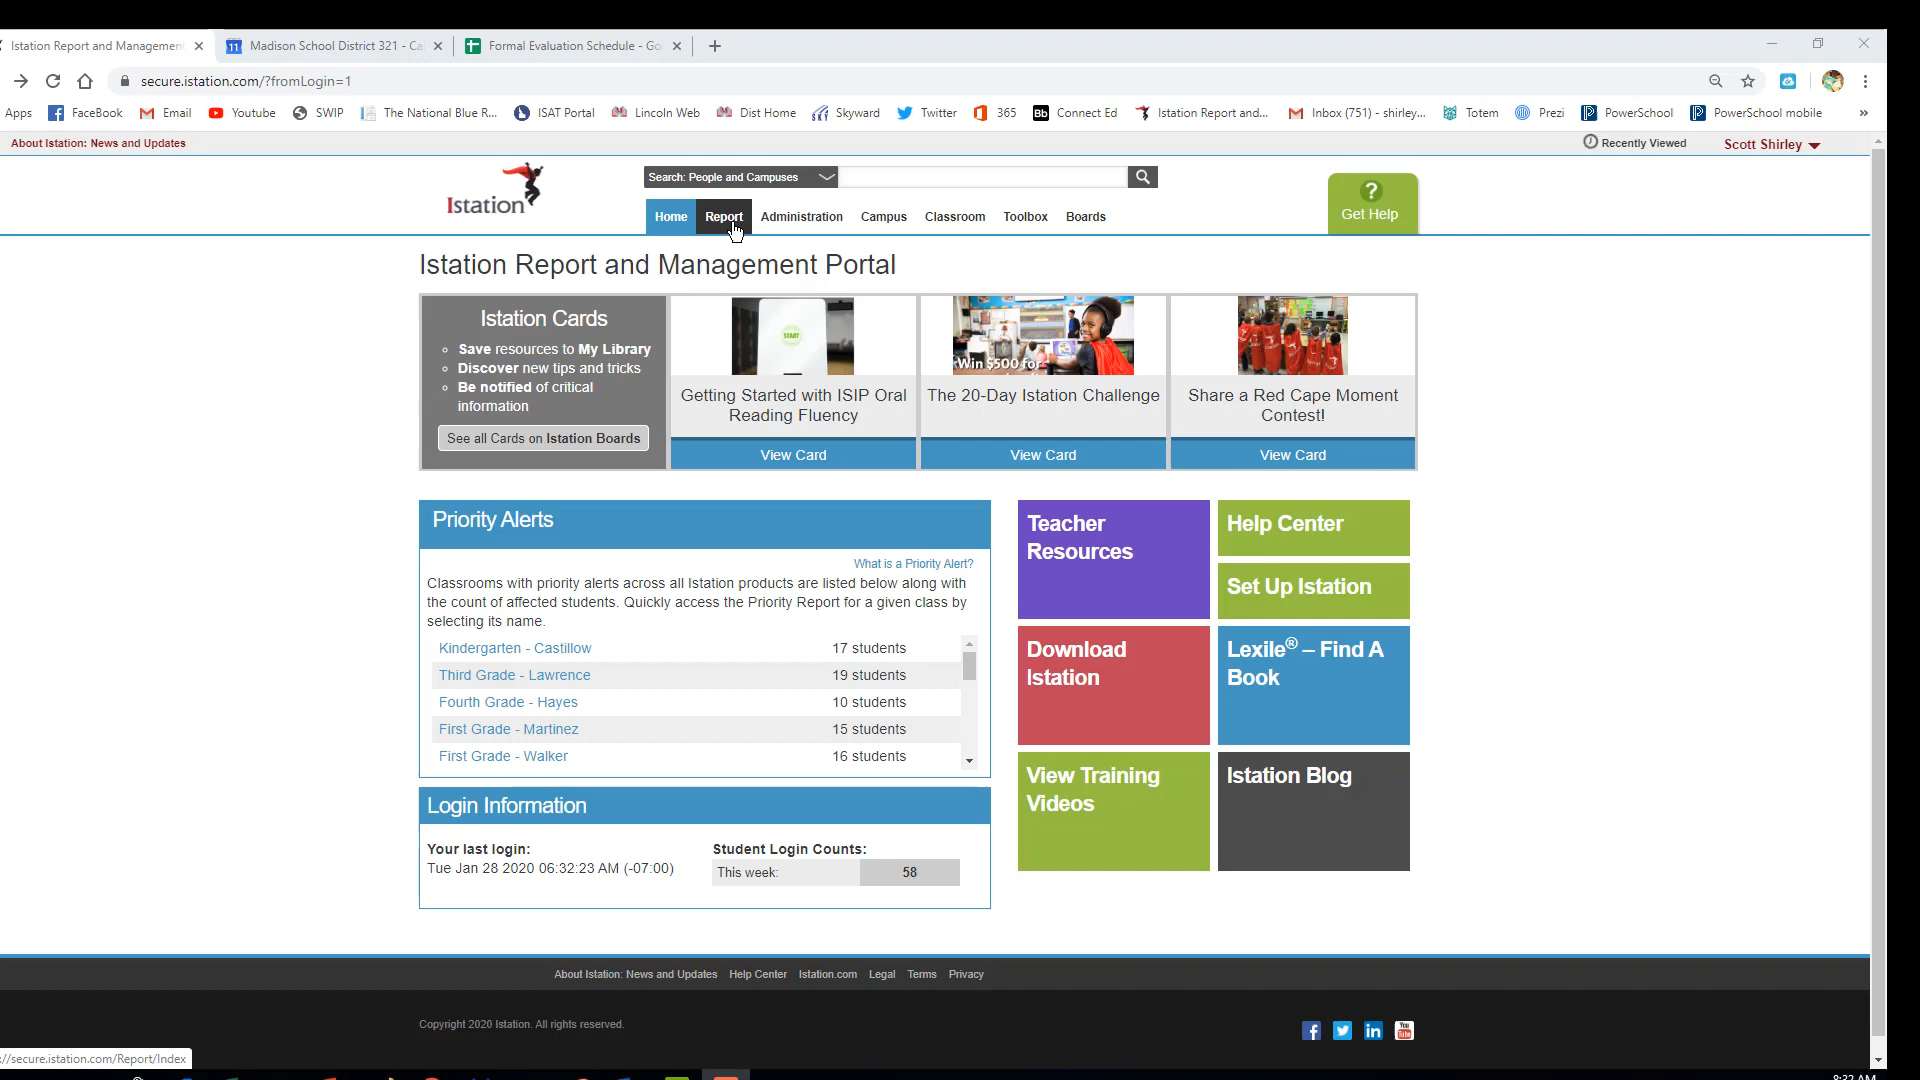 Istation Report and Management
Madison School District 321 - Ca
Formal Evaluation Schedule - Go
secure.istation.com/?fromLogin=1
Apps FaceBook Email Youtube SWIP The National Blue R... ISAT Portal Lincoln Web Dist Home Skyward Twitter 365 Bb Connect Ed Istation Report and... Inbox (751) - shirley... Totem Prezi PowerSchool PowerSchool mobile »
About Istation: News and Updates
Recently Viewed
Scott Shirley
Istation
Search: People and Campuses
Home Report Administration Campus Classroom Toolbox Boards
?
Get Help
Istation Report and Management Portal
Istation Cards
Save resources to My Library
Discover new tips and tricks
Be notified of critical
information
See all Cards on Istation Boards
START
Getting Started with ISIP Oral
Reading Fluency
View Card
Win $500 for
The 20-Day Istation Challenge
View Card
Share a Red Cape Moment
Contest!
View Card
Priority Alerts
What is a Priority Alert?
Classrooms with priority alerts across all Istation products are listed below along with
the count of affected students. Quickly access the Priority Report for a given class by
selecting its name.
Kindergarten - Castillow 17 students
Third Grade - Lawrence 19 students
Fourth Grade - Hayes 10 students
First Grade - Martinez 15 students
First Grade - Walker 16 students
Login Information
Your last login:
Tue Jan 28 2020 06:32:23 AM (-07:00)
Student Login Counts:
This week: 58
Teacher
Resources
Help Center
Set Up Istation
Download
Istation
Lexile® – Find A
Book
View Training
Videos
Istation Blog
About Istation: News and Updates Help Center Istation.com Legal Terms Privacy
Copyright 2020 Istation. All rights reserved.
You
Tube
://secure.istation.com/Report/Index
8:32 AM